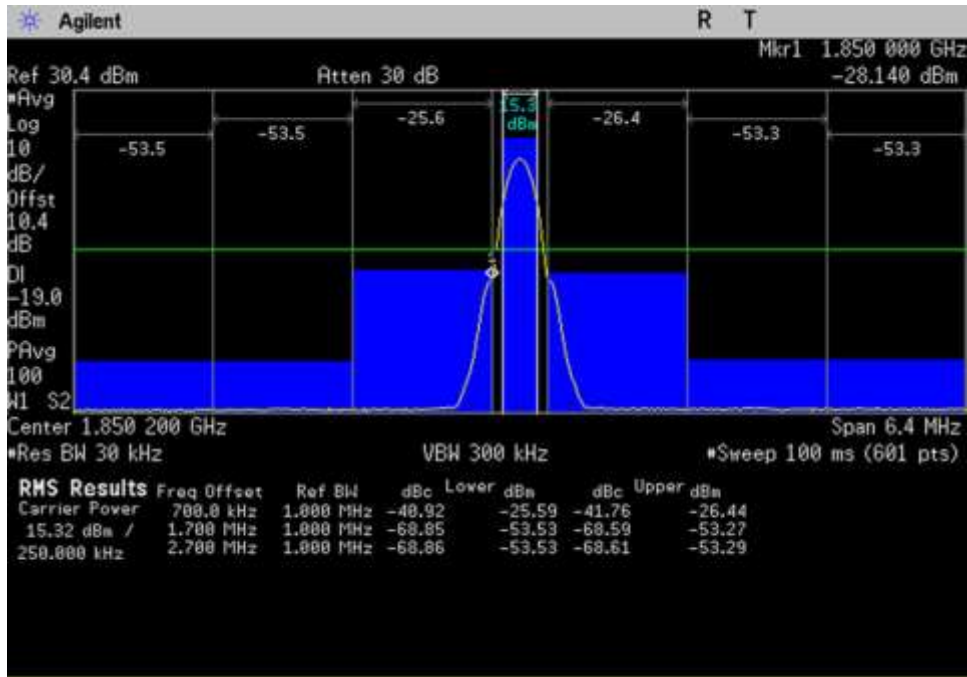 Agilent R T
Mkr1 1.850 000 GHz
Ref 30.4 dBm Atten 30 dB -28.140 dBm
#Avg
Log
10
dB/
Offst
10.4
dB
DI
-19.0
dBm
PAvg
100
W1 S2
-53.5
-53.5
-25.6
15.3
dBm
-26.4
-53.3
-53.3
1
Center 1.850 200 GHz Span 6.4 MHz
#Res BW 30 kHz VBW 300 kHz #Sweep 100 ms (601 pts)
RMS Results Freq Offset Ref BW dBc Lower dBm dBc Upper dBm
Carrier Power 700.0 kHz 1.000 MHz -40.92 -25.59 -41.76 -26.44
15.32 dBm / 1.700 MHz 1.000 MHz -68.85 -53.53 -68.59 -53.27
250.000 kHz 2.700 MHz 1.000 MHz -68.86 -53.53 -68.61 -53.29